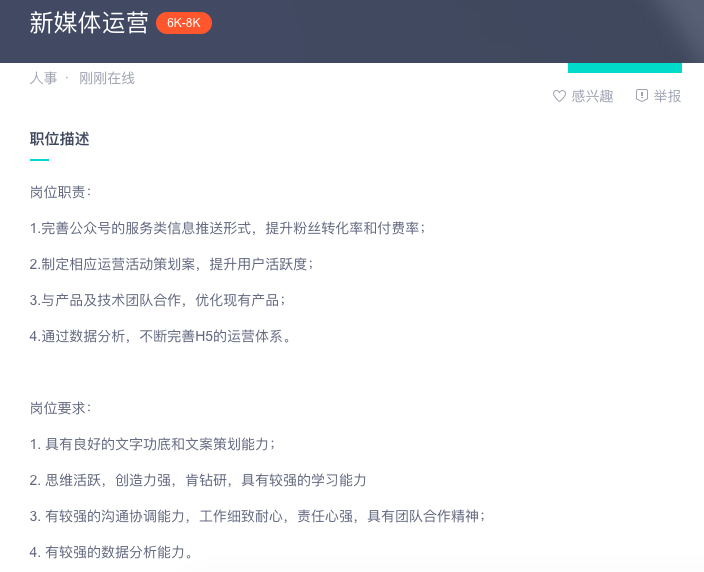 新媒体运营 6K-8K
人事 · 刚刚在线
感兴趣 举报
职位描述
岗位职责：
1.完善公众号的服务类信息推送形式，提升粉丝转化率和付费率；
2.制定相应运营活动策划案，提升用户活跃度；
3.与产品及技术团队合作，优化现有产品；
4.通过数据分析，不断完善H5的运营体系。
岗位要求：
1. 具有良好的文字功底和文案策划能力；
2. 思维活跃，创造力强，肯钻研，具有较强的学习能力
3. 有较强的沟通协调能力，工作细致耐心，责任心强，具有团队合作精神；
4. 有较强的数据分析能力。